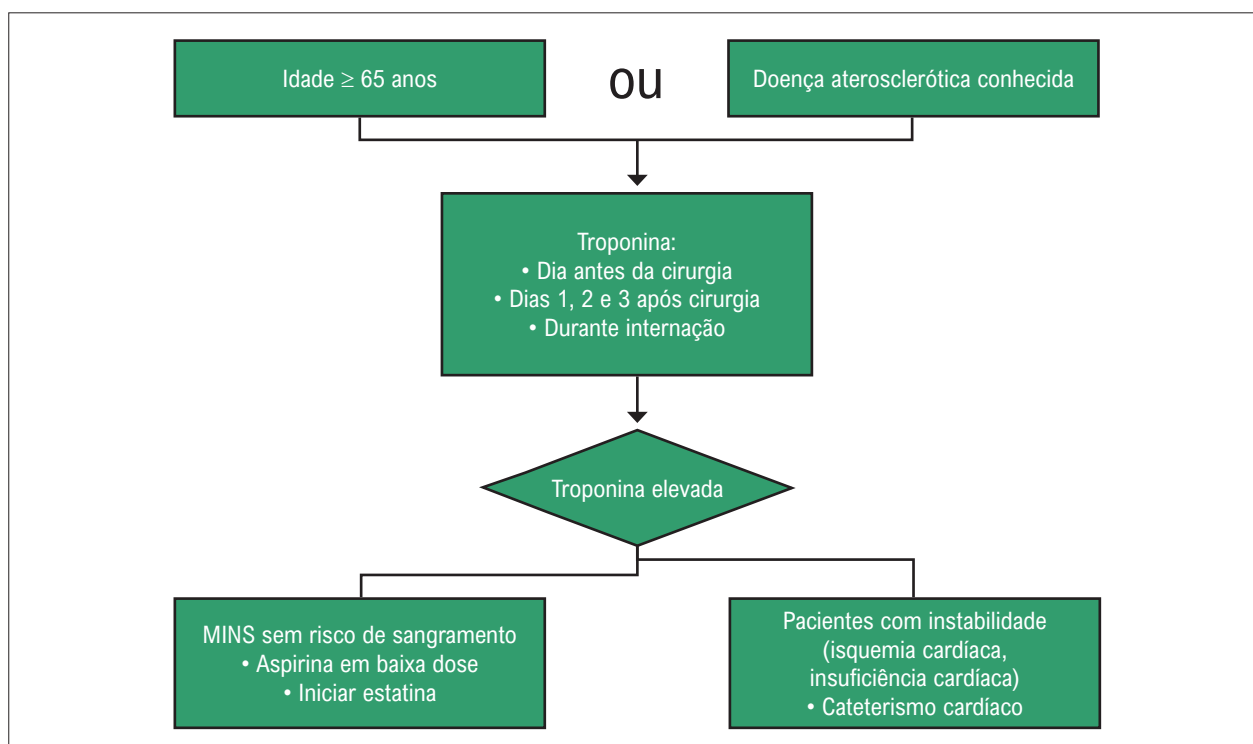 Idade ≥ 65 anos
ou
Doença aterosclerótica conhecida
Troponina:
• Dia antes da cirurgia
• Dias 1, 2 e 3 após cirurgia
• Durante internação
Troponina elevada
MINS sem risco de sangramento
• Aspirina em baixa dose
• Iniciar estatina
Pacientes com instabilidade
(isquemia cardíaca,
insuficiência cardíaca)
• Cateterismo cardíaco